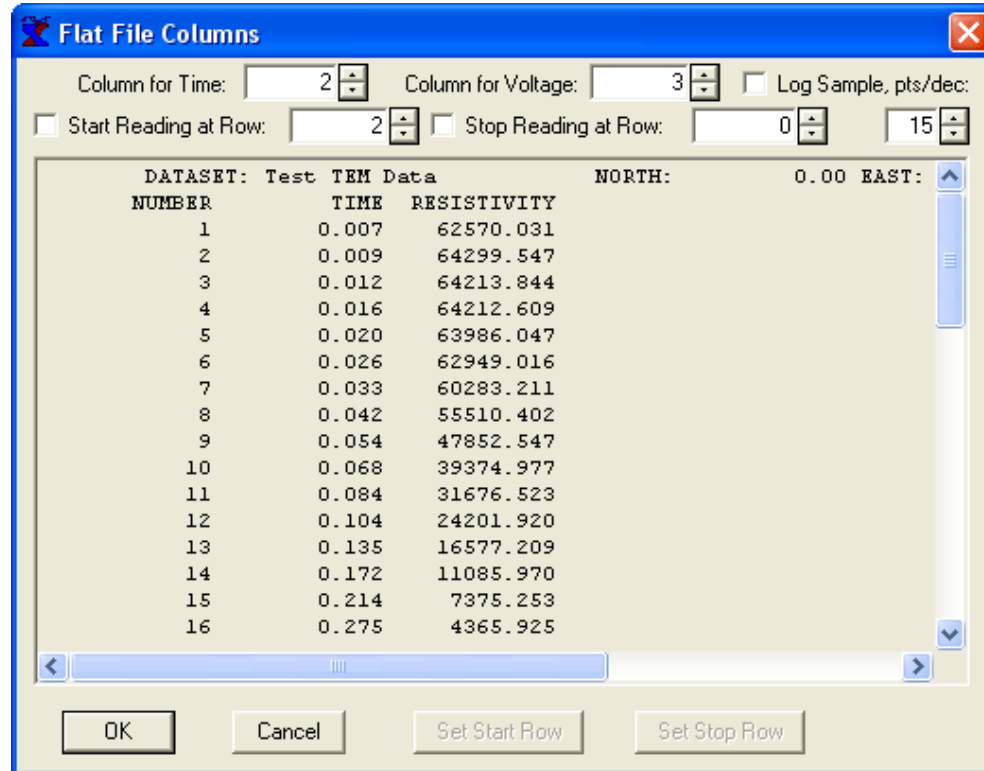 Flat File Columns
Column for Time: 2 Column for Voltage: 3 Log Sample, pts/dec:
Start Reading at Row: 2 Stop Reading at Row: 0 15
DATASET: Test TEM Data NORTH: 0.00 EAST:
NUMBER TIME RESISTIVITY
1 0.007 62570.031
2 0.009 64299.547
3 0.012 64213.844
4 0.016 64212.609
5 0.020 63986.047
6 0.026 62949.016
7 0.033 60283.211
8 0.042 55510.402
9 0.054 47852.547
10 0.068 39374.977
11 0.084 31676.523
12 0.104 24201.920
13 0.135 16577.209
14 0.172 11085.970
15 0.214 7375.253
16 0.275 4365.925
OK Cancel Set Start Row Set Stop Row